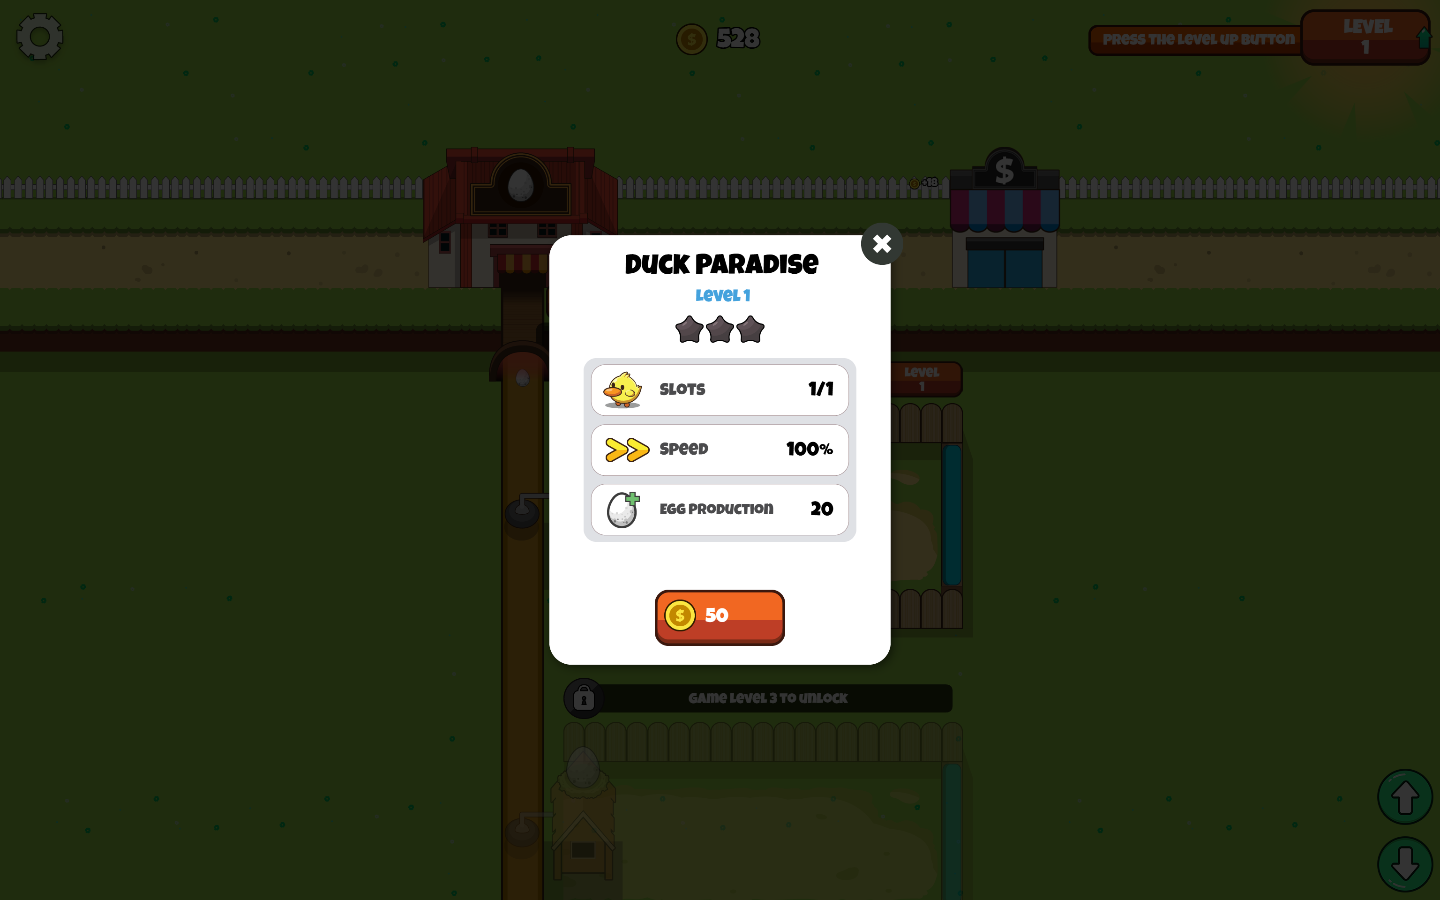 528
PRESS THE LEVEL UP BUTTON
LEVEL
1
$
+18
DUCK PARADISE
Level 1
SLOTS 1/1
SPEED 100%
EGG PRODUCTION 20
$ 50
LEVEL
1
GAME LEVEL 3 TO UNLOCK